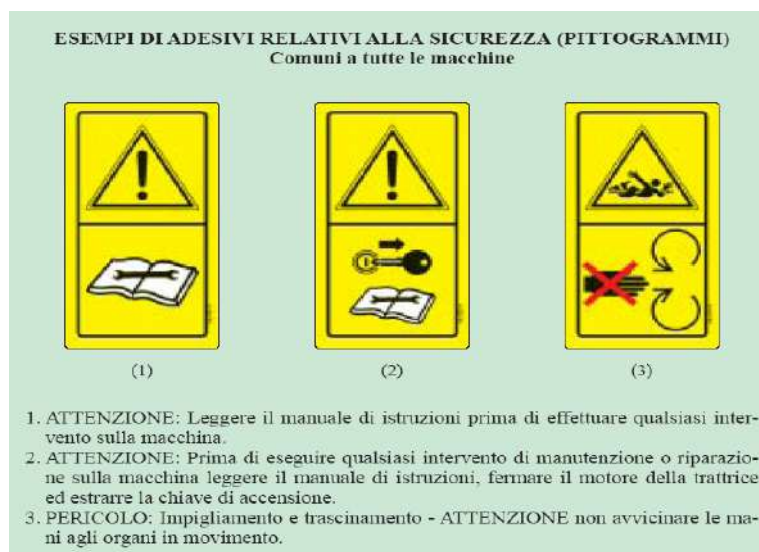 ESEMPI DI ADESIVI RELATIVI ALLA SICUREZZA (PITTOGRAMMI)
Comuni a tutte le macchine
(1)
(2)
(3)
1. ATTENZIONE: Leggere il manuale di istruzioni prima di effettuare qualsiasi inter-
vento sulla macchina.
2. ATTENZIONE: Prima di eseguire qualsiasi intervento di manutenzione o riparazio-
ne sulla macchina leggere il manuale di istruzioni, fermare il motore della trattrice
ed estrarre la chiave di accensione.
3. PERICOLO: Impigliamento e trascinamento - ATTENZIONE non avvicinare le ma-
ni agli organi in movimento.